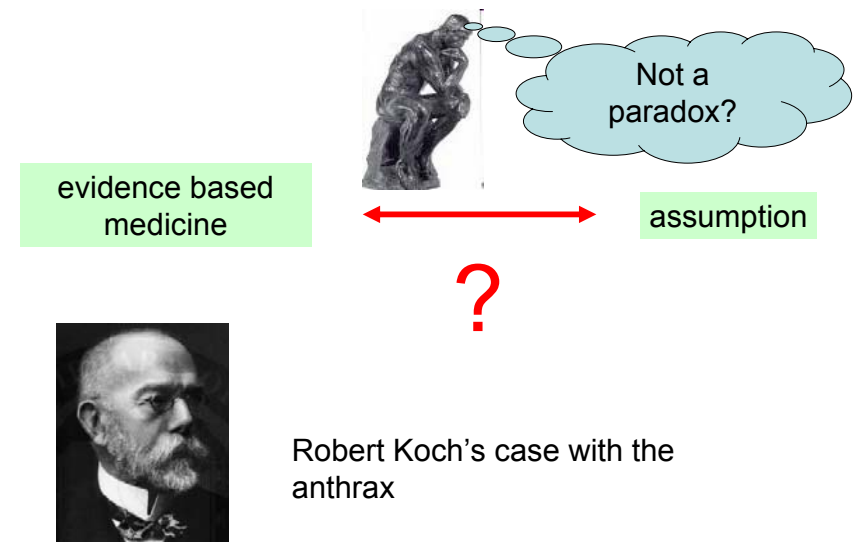 Not a
paradox?
evidence based
medicine
assumption
?
Robert Koch’s case with the
anthrax